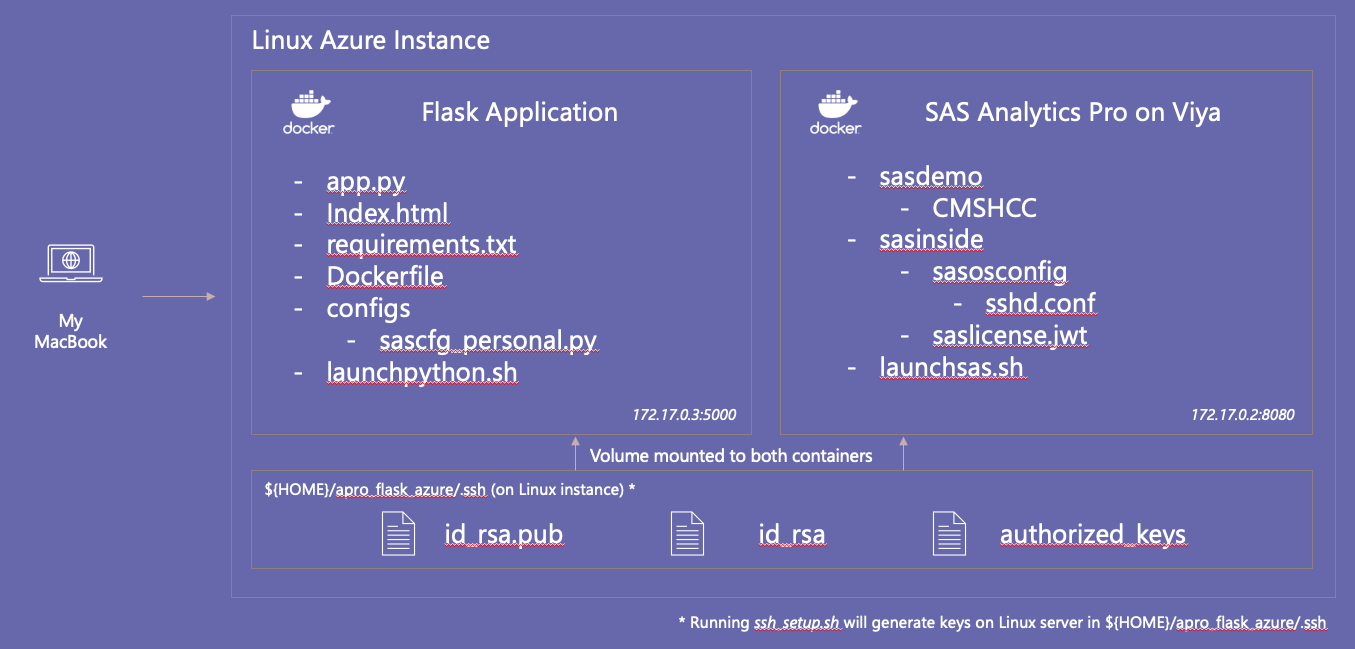 Linux Azure Instance
docker
Flask Application
- app.py
- Index.html
- requirements.txt
- Dockerfile
- configs
- sascfg_personal.py
- launchpython.sh
172.17.0.3:5000
docker
SAS Analytics Pro on Viya
- sasdemo
- CMSHCC
- sasinside
- sasosconfig
- sshd.conf
- saslicense.jwt
- launchsas.sh
172.17.0.2:8080
My
MacBook
Volume mounted to both containers
${HOME}/apro_flask_azure/.ssh (on Linux instance) *
id_rsa.pub
id_rsa
authorized_keys
* Running ssh_setup.sh will generate keys on Linux server in ${HOME}/apro_flask_azure/.ssh